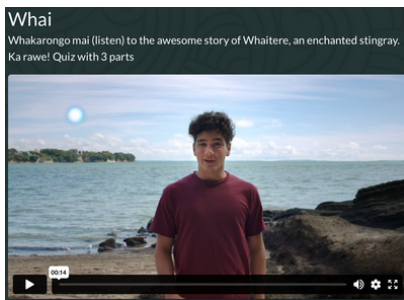 Whai
Whakarongo mai (listen) to the awesome story of Whaitere, an enchanted stingray.
Ka rawe! Quiz with 3 parts
00:14